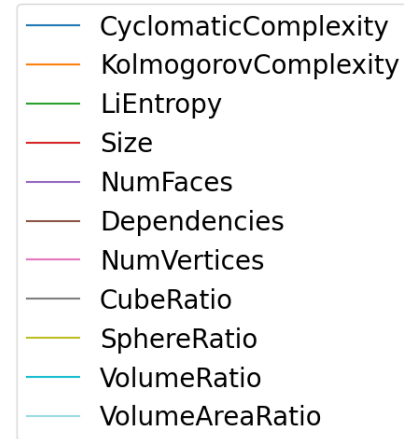 CyclomaticComplexity
KolmogorovComplexity
LiEntropy
Size
NumFaces
Dependencies
NumVertices
CubeRatio
SphereRatio
VolumeRatio
VolumeAreaRatio